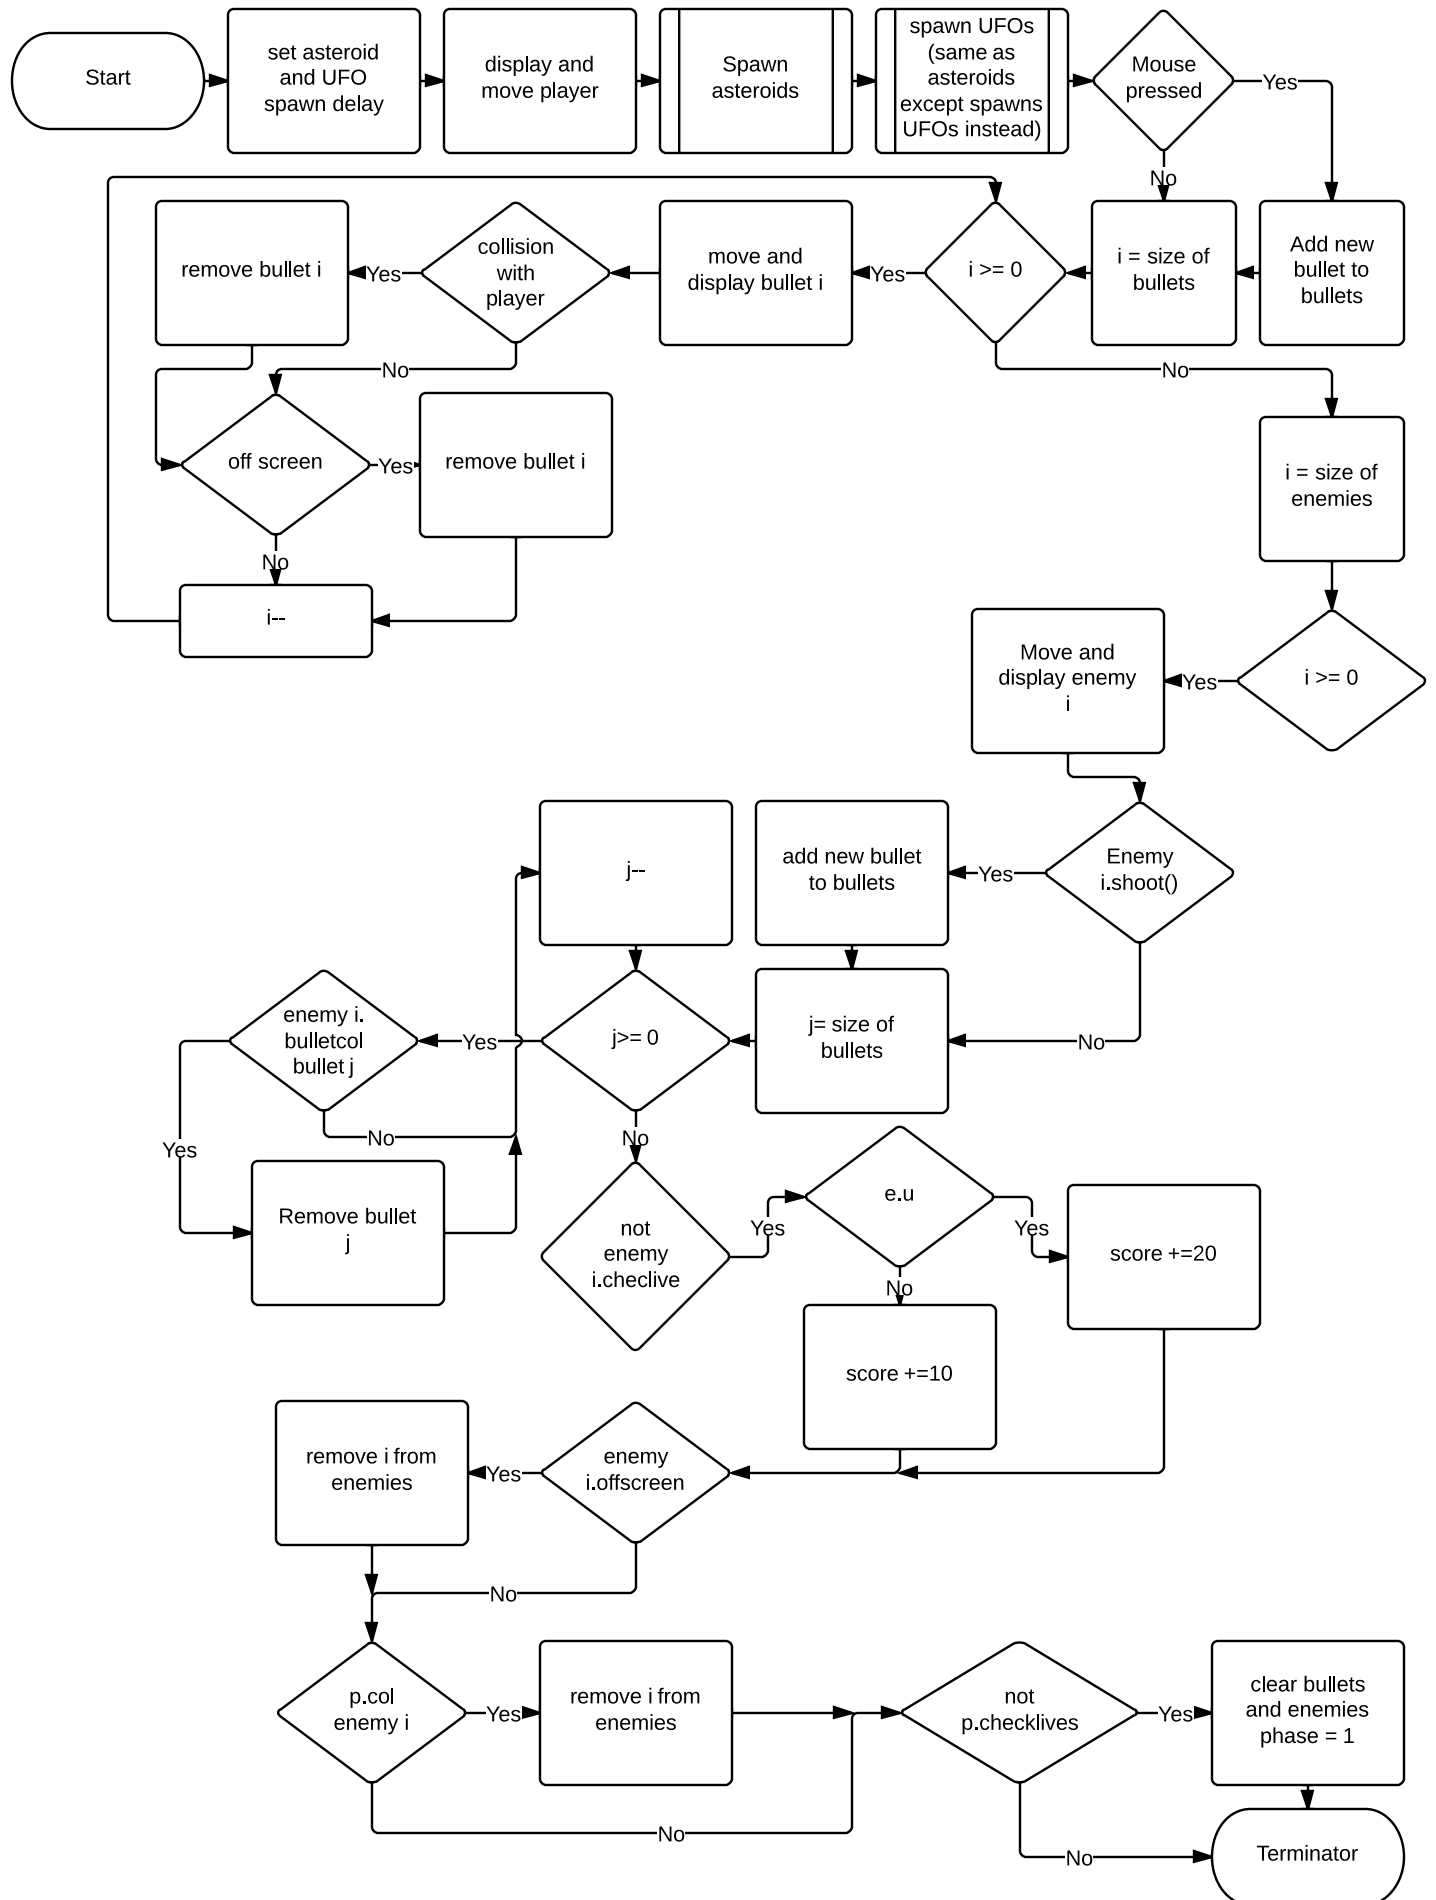 Start
set asteroid
and UFO
spawn delay
display and
move player
Spawn
asteroids
spawn UFOs
(same as
asteroids
except spawns
UFOs instead)
Mouse
pressed
Yes
No
remove bullet i
Yes
collision
with
player
move and
display bullet i
Yes
i >= 0
i = size of
bullets
Add new
bullet to
bullets
No
No
off screen
Yes
remove bullet i
i = size of
enemies
No
i--
Move and
display enemy
i
Yes
i >= 0
j--
add new bullet
to bullets
Yes
Enemy
i.shoot()
enemy i.
bulletcol
bullet j
Yes
j>= 0
j= size of
bullets
No
Yes
No
No
Remove bullet
j
not
enemy
i.checlive
Yes
e.u
Yes
score +=20
No
score +=10
remove i from
enemies
Yes
enemy
i.offscreen
No
p.col
enemy i
Yes
remove i from
enemies
not
p.checklives
Yes
clear bullets
and enemies
phase = 1
No
No
Terminator